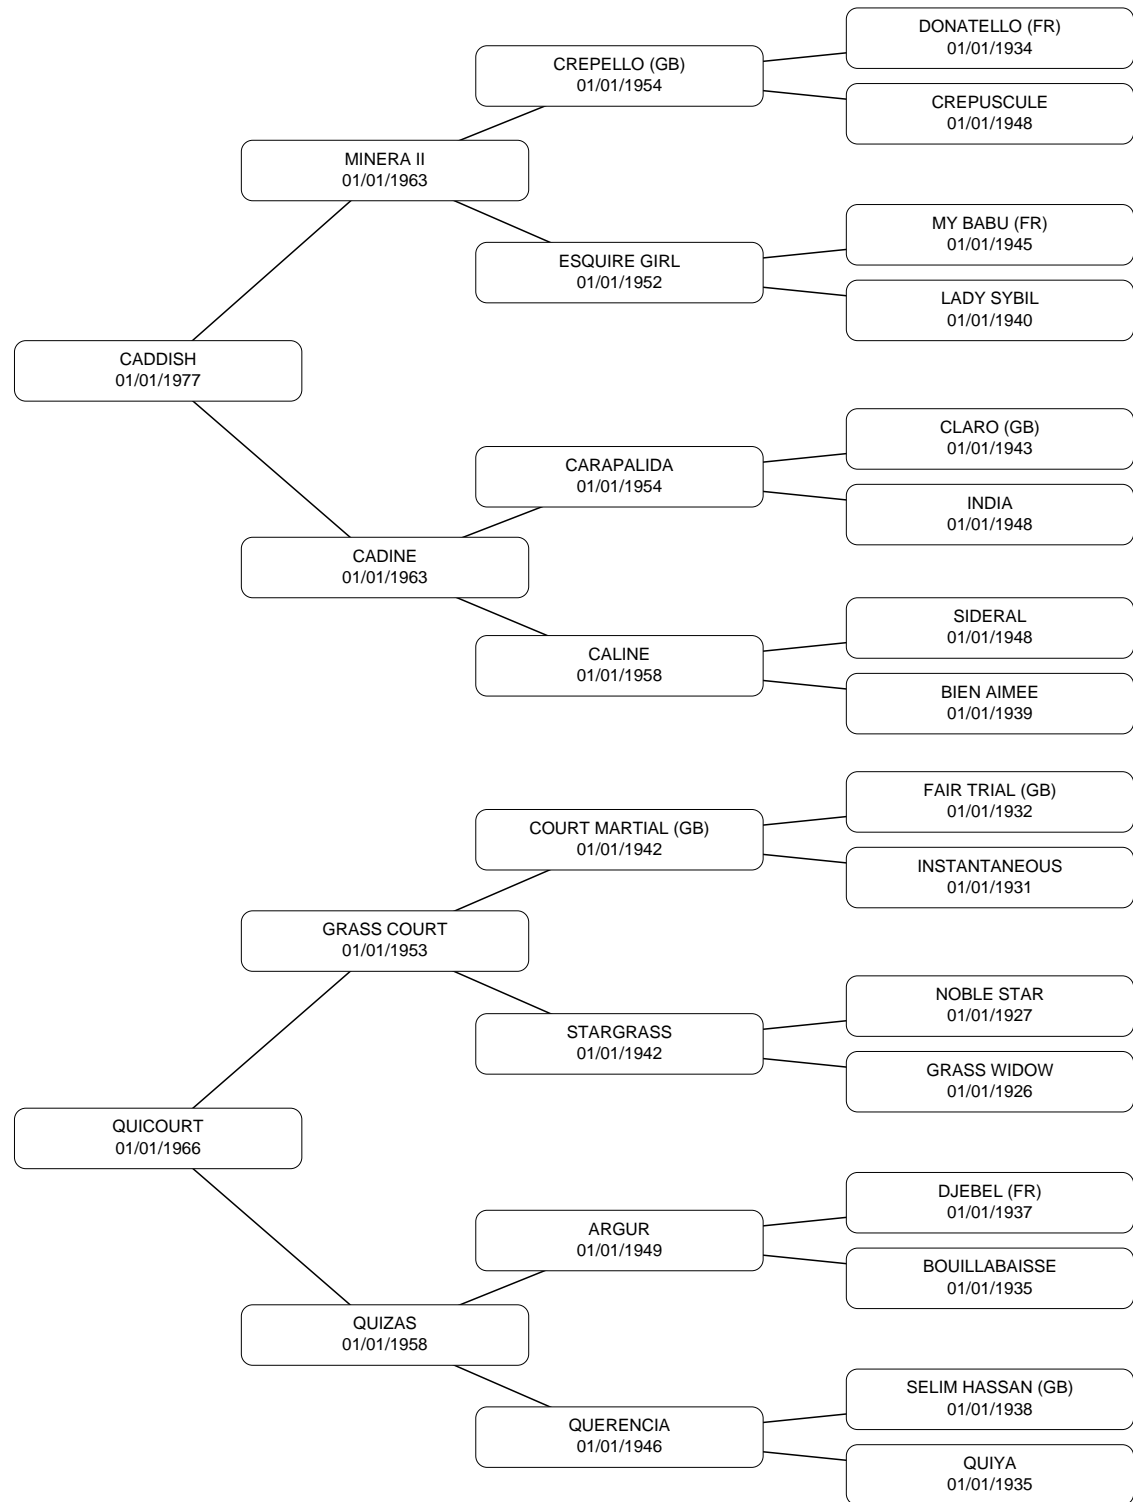 DONATELLO (FR)
01/01/1934
CREPELLO (GB)
01/01/1954
CREPUSCULE
01/01/1948
MINERA II
01/01/1963
MY BABU (FR)
01/01/1945
ESQUIRE GIRL
01/01/1952
LADY SYBIL
01/01/1940
CADDISH
01/01/1977
CLARO (GB)
01/01/1943
CARAPALIDA
01/01/1954
INDIA
01/01/1948
CADINE
01/01/1963
SIDERAL
01/01/1948
CALINE
01/01/1958
BIEN AIMEE
01/01/1939
FAIR TRIAL (GB)
01/01/1932
COURT MARTIAL (GB)
01/01/1942
INSTANTANEOUS
01/01/1931
GRASS COURT
01/01/1953
NOBLE STAR
01/01/1927
STARGRASS
01/01/1942
GRASS WIDOW
01/01/1926
QUICOURT
01/01/1966
DJEBEL (FR)
01/01/1937
ARGUR
01/01/1949
BOUILLABAISSE
01/01/1935
QUIZAS
01/01/1958
SELIM HASSAN (GB)
01/01/1938
QUERENCIA
01/01/1946
QUIYA
01/01/1935